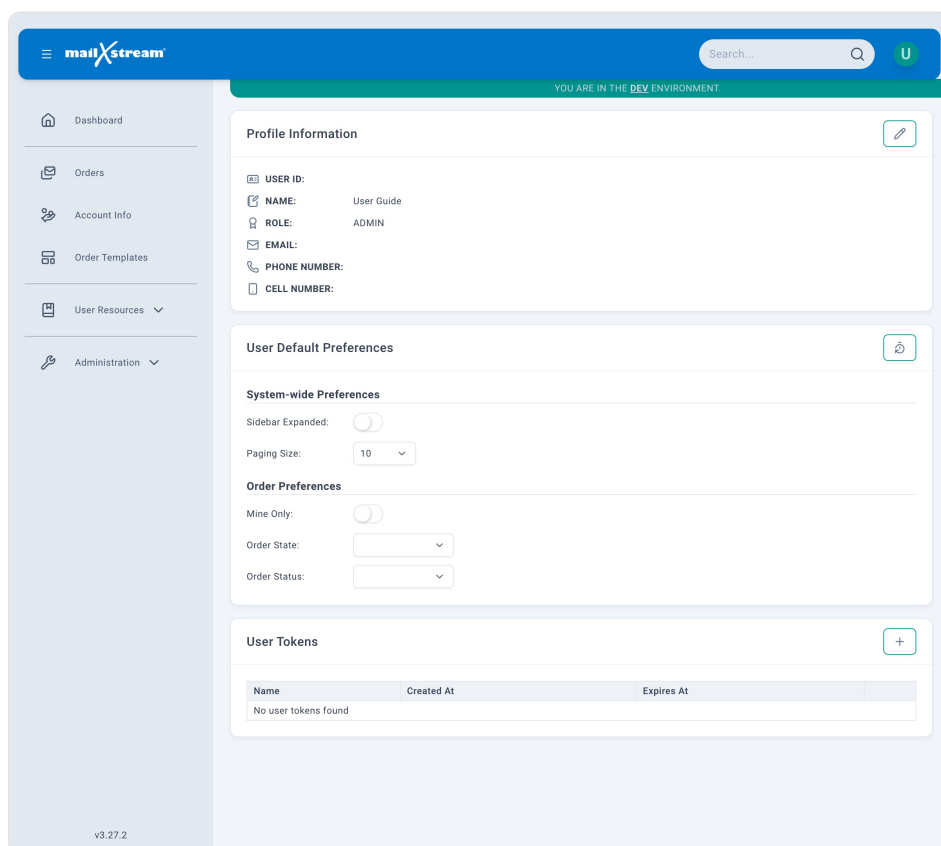 mailXstream
Search...
U
YOU ARE IN THE DEV ENVIRONMENT.
Dashboard
Orders
Account Info
Order Templates
User Resources
Administration
v3.27.2
Profile Information
USER ID:
NAME: User Guide
ROLE: ADMIN
EMAIL:
PHONE NUMBER:
CELL NUMBER:
User Default Preferences
System-wide Preferences
Sidebar Expanded:
Paging Size: 10
Order Preferences
Mine Only:
Order State:
Order Status:
User Tokens
Name Created At Expires At
No user tokens found